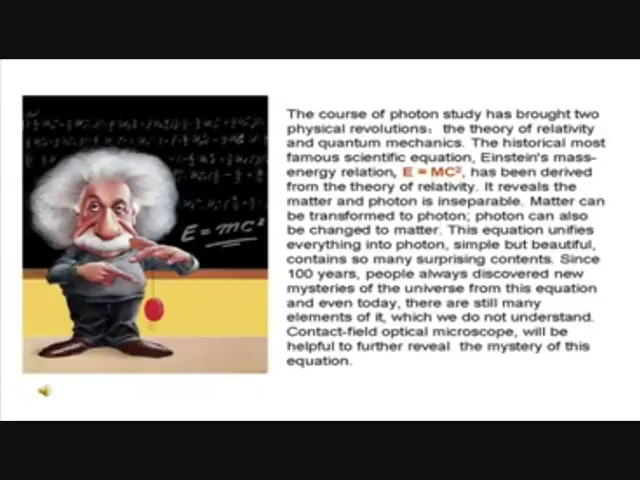 The course of photon study has brought two
physical revolutions: the theory of relativity
and quantum mechanics. The historical most
famous scientific equation, Einstein's mass-
energy relation, E = MC², has been derived
from the theory of relativity. It reveals the
matter and photon is inseparable. Matter can
be transformed to photon; photon can also
be changed to matter. This equation unifies
everything into photon, simple but beautiful,
contains so many surprising contents. Since
100 years, people always discovered new
mysteries of the universe from this equation
and even today, there are still many
elements of it, which we do not understand.
Contact-field optical microscope, will be
helpful to further reveal the mystery of this
equation.
E = mc²